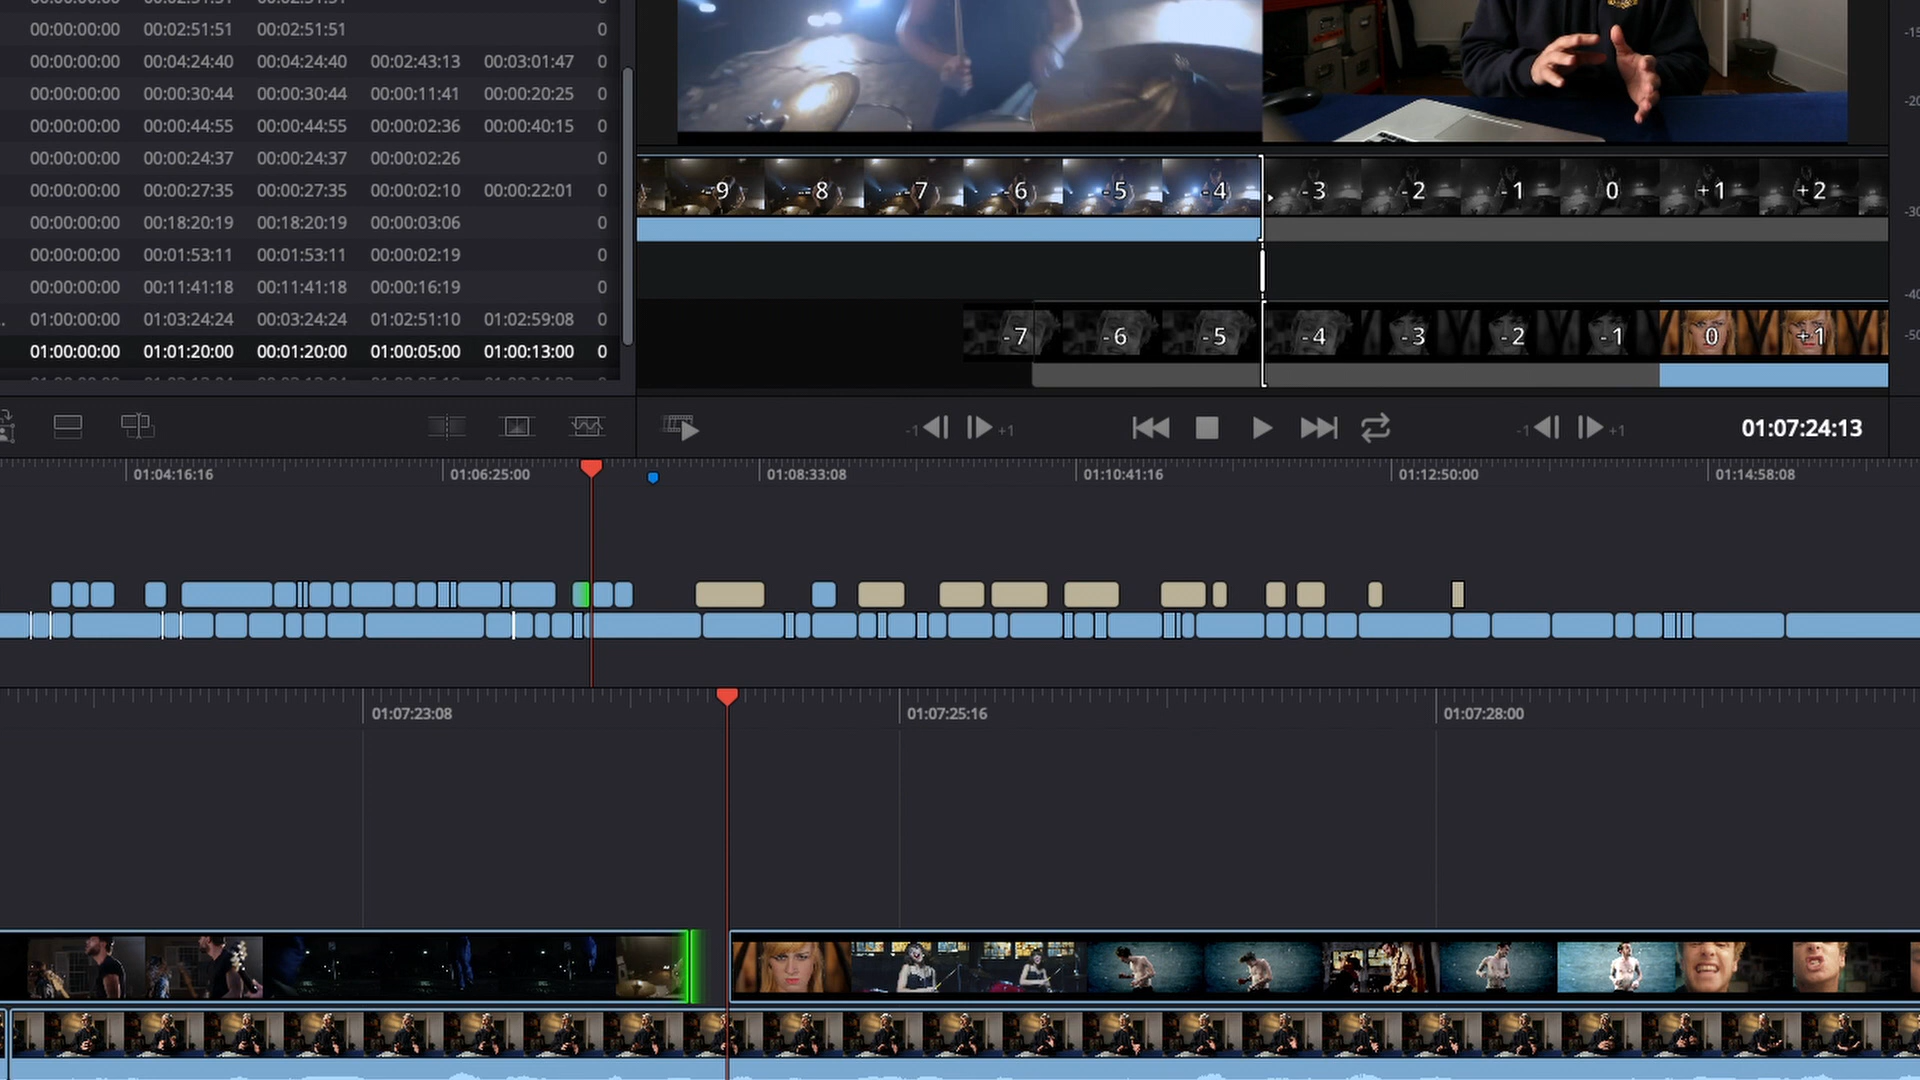 00:00:00:00 00:02:51:51 00:02:51:51 0
00:00:00:00 00:04:24:40 00:04:24:40 00:02:43:13 00:03:01:47 0
00:00:00:00 00:00:30:44 00:00:30:44 00:00:11:41 00:00:20:25 0
00:00:00:00 00:00:44:55 00:00:44:55 00:00:02:36 00:00:40:15 0
00:00:00:00 00:00:24:37 00:00:24:37 00:00:02:26 0
00:00:00:00 00:00:27:35 00:00:27:35 00:00:02:10 00:00:22:01 0
00:00:00:00 00:18:20:19 00:18:20:19 00:00:03:06 0
00:00:00:00 00:01:53:11 00:01:53:11 00:00:02:19 0
00:00:00:00 00:11:41:18 00:11:41:18 00:00:16:19 0
01:00:00:00 01:03:24:24 00:03:24:24 01:02:51:10 01:02:59:08 0
01:00:00:00 01:01:20:00 00:01:20:00 01:00:05:00 01:00:13:00 0
-15
-20
-30
-40
-50
-9 -8 -7 -6 -5 -4 -3 -2 -1 0 +1 +2
-7 -6 -5 -4 -3 -2 -1 0 +1
-1 +1 -1 +1 01:07:24:13
01:04:16:16 01:06:25:00 01:08:33:08 01:10:41:16 01:12:50:00 01:14:58:08
01:07:23:08 01:07:25:16 01:07:28:00